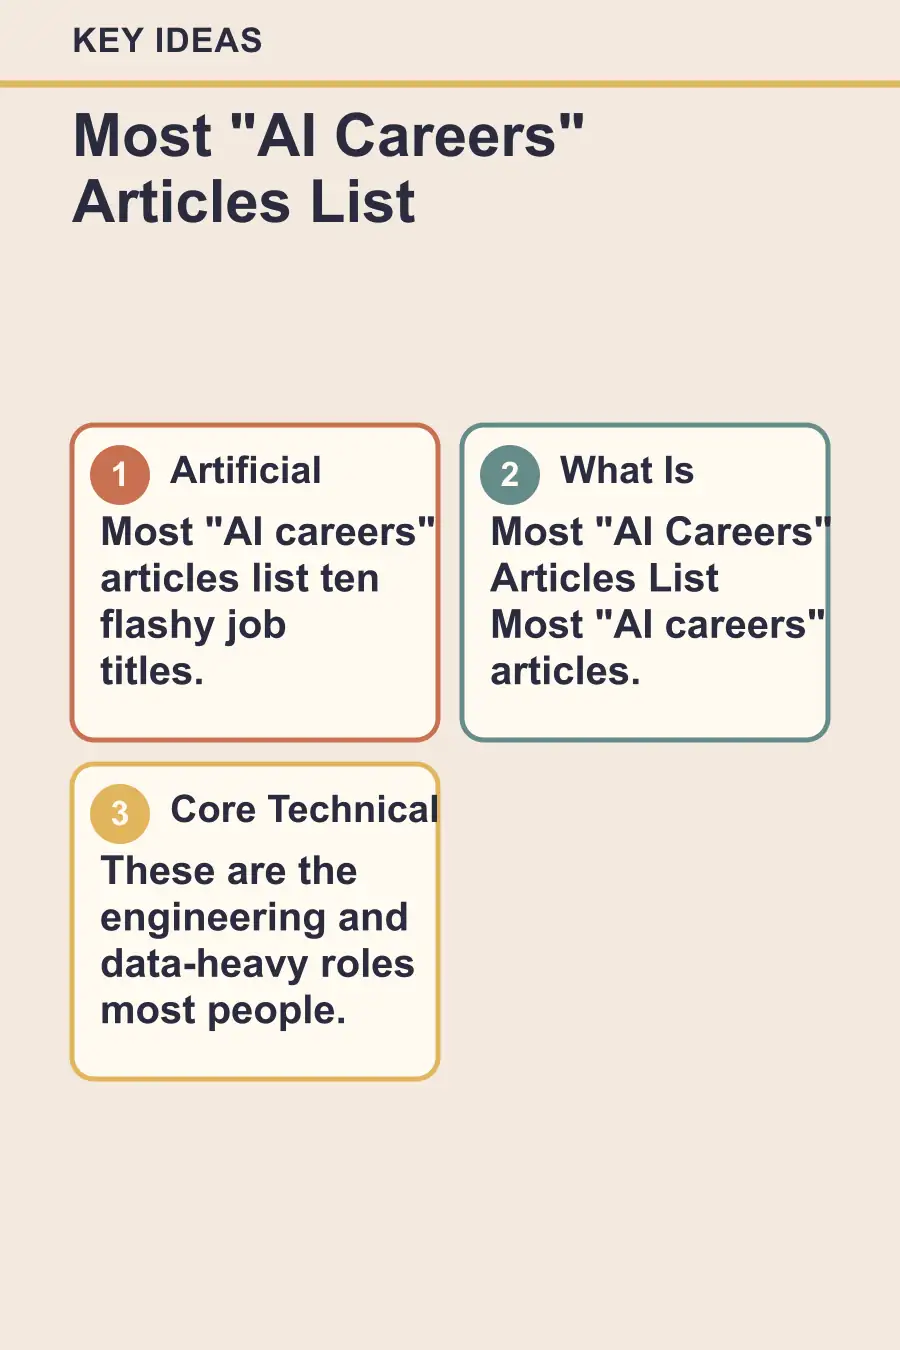 KEY IDEAS
Most "AI Careers"
Articles List
1 Artificial
Most "AI careers"
articles list ten
flashy job
titles.
2 What Is
Most "AI Careers"
Articles List
Most "AI careers"
articles.
3 Core Technical
These are the
engineering and
data-heavy roles
most people.